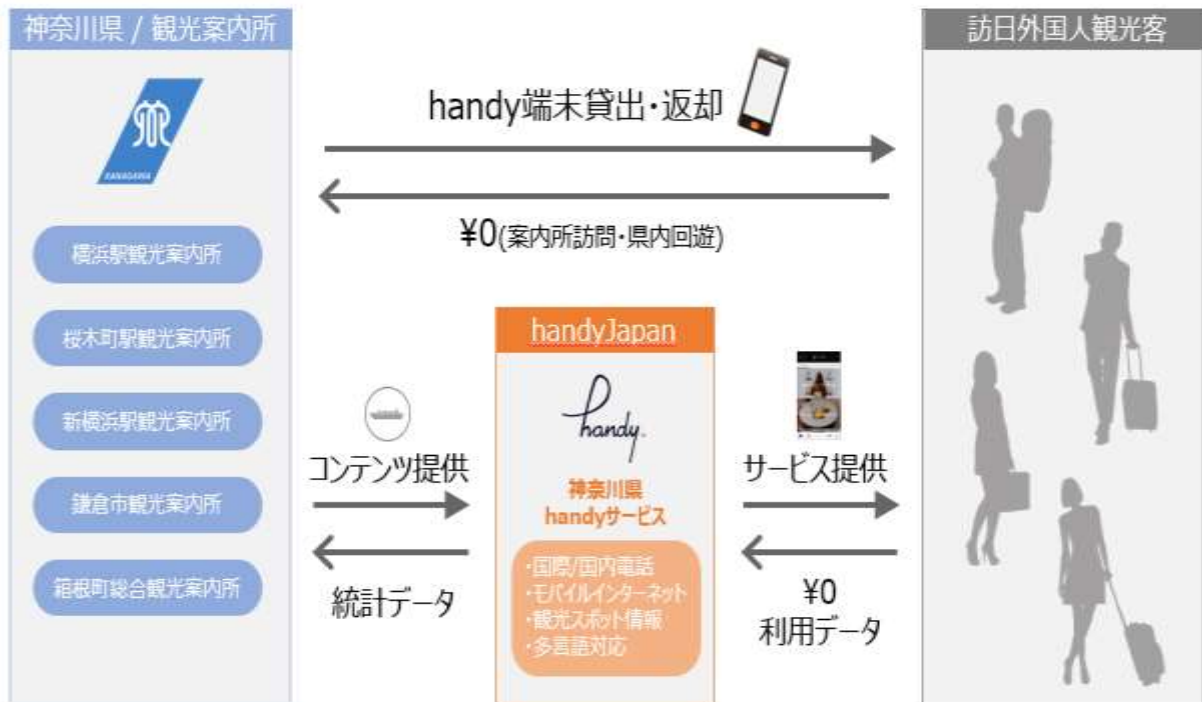 神奈川県 / 観光案内所
KANAGAWA
横浜駅観光案内所
桜木町駅観光案内所
新横浜駅観光案内所
鎌倉市観光案内所
箱根町総合観光案内所
handy端末貸出・返却
¥0(案内所訪問・県内回遊)
コンテンツ提供
統計データ
handyJapan
handy.
神奈川県
handyサービス
・国際/国内電話
・モバイルインターネット
・観光スポット情報
・多言語対応
サービス提供
¥0
利用データ
訪日外国人観光客